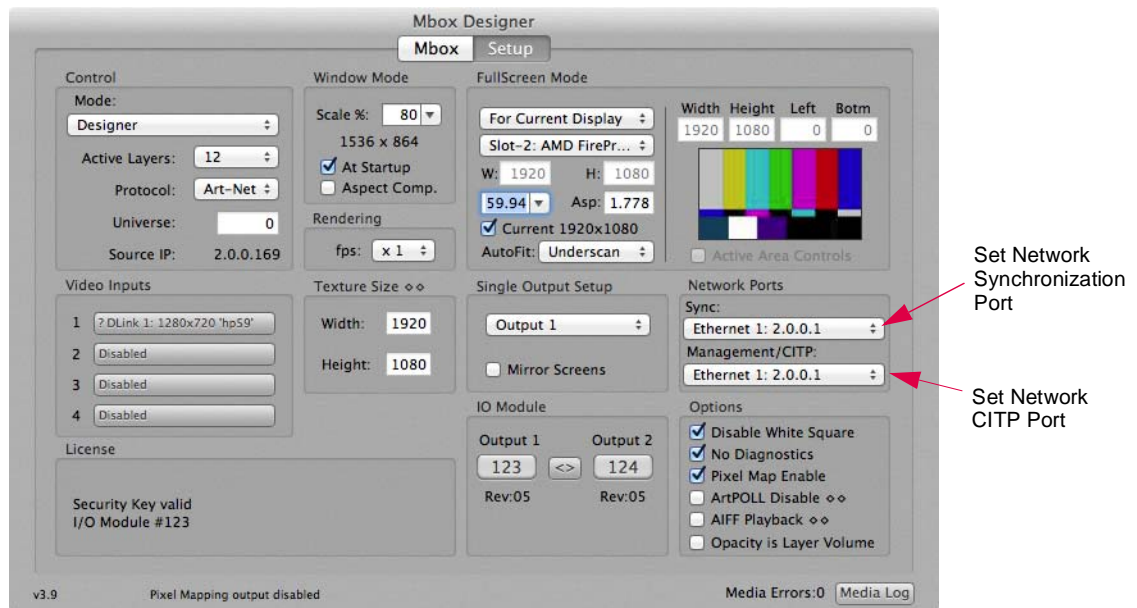 Mbox Designer
Mbox Setup
Control
Mode:
Designer
Active Layers: 12
Protocol: Art-Net
Universe: 0
Source IP: 2.0.0.169
Window Mode
Scale %: 80
1536 x 864
At Startup
Aspect Comp.
Rendering
fps: x 1
FullScreen Mode
For Current Display
Slot-2: AMD FirePr...
W: 1920 H: 1080
59.94 Asp: 1.778
Current 1920x1080
AutoFit: Underscan
Width Height Left Botm
1920 1080 0 0
Active Area Controls
Video Inputs
1 ? DLink 1: 1280x720 'hp59'
2 Disabled
3 Disabled
4 Disabled
Texture Size ◇◇
Width: 1920
Height: 1080
Single Output Setup
Output 1
Mirror Screens
Network Ports
Sync:
Ethernet 1: 2.0.0.1
Management/CITP:
Ethernet 1: 2.0.0.1
Set Network
Synchronization
Port
Set Network
CITP Port
License
Security Key valid
I/O Module #123
IO Module
Output 1 Output 2
123 <> 124
Rev:05 Rev:05
Options
Disable White Square
No Diagnostics
Pixel Map Enable
ArtPOLL Disable ◇◇
AIFF Playback ◇◇
Opacity is Layer Volume
v3.9 Pixel Mapping output disabled Media Errors:0 Media Log